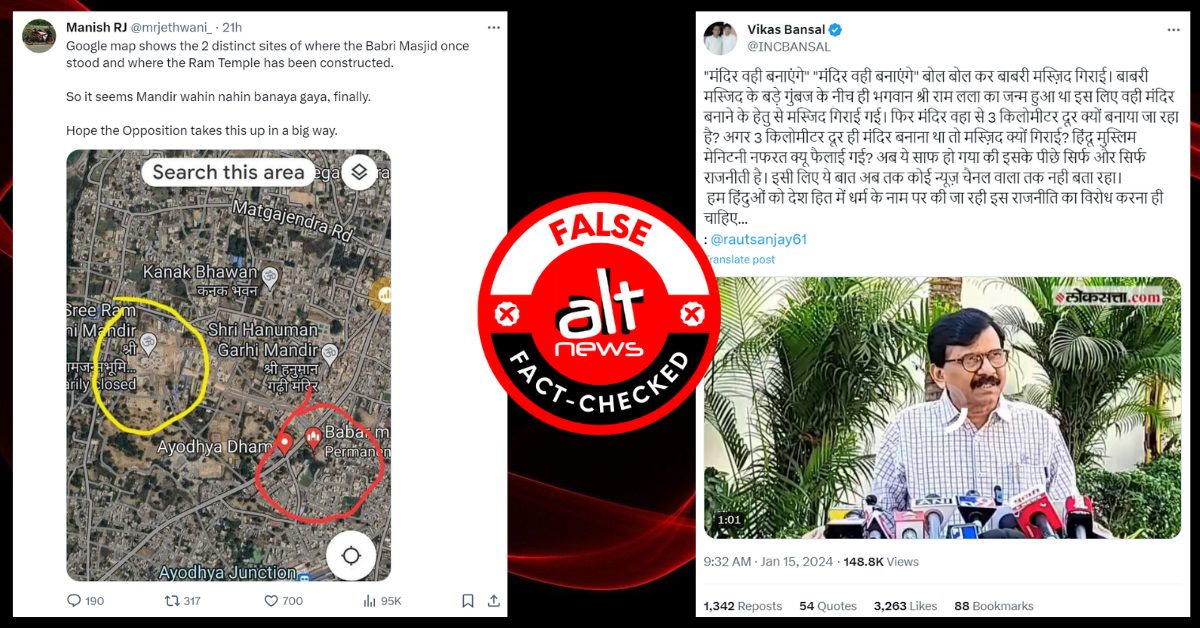 Manish RJ @mrjethwani_ · 21h
Google map shows the 2 distinct sites of where the Babri Masjid once
stood and where the Ram Temple has been constructed.
So it seems Mandir wahin nahin banaya gaya, finally.
Hope the Opposition takes this up in a big way.
Search this area
Matgajendra Rd
Kanak Bhawan
कनक भवन
Sree Ram
hi Mandir
श्री
Shri Hanuman
Garhi Mandir
श्री हनुमान
गढ़ी मंदिर
Ayodhya Dham
Babar m
Permanen
Ayodhya Junction
190
317
700
95K
FALSE
alt
news
FACT-CHECKED
Vikas Bansal
@INCBANSAL
"मंदिर वही बनाएंगे" "मंदिर वही बनाएंगे" बोल बोल कर बाबरी मस्ज़िद गिराई। बाबरी
मस्जिद के बड़े गुंबज के नीच ही भगवान श्री राम लला का जन्म हुआ था इस लिए वही मंदिर
बनाने के हेतु से मस्जिद गिराई गई। फिर मंदिर वहा से 3 किलोमीटर दूर क्यों बनाया जा रहा
है? अगर 3 किलोमीटर दूर ही मंदिर बनाना था तो मस्ज़िद क्यों गिराई? हिंदू मुस्लिम
मेनिटनी नफरत क्यू फैलाई गई? अब ये साफ हो गया की इसके पीछे सिर्फ और सिर्फ
राजनीती है। इसी लिए ये बात अब तक कोई न्यूज़ चैनल वाला तक नही बता रहा।
हम हिंदुओं को देश हित में धर्म के नाम पर की जा रही इस राजनीति का विरोध करना ही
चाहिए...
: @rautsanjay61
Translate post
लोकसत्ता.com
1:01
9:32 AM · Jan 15, 2024 · 148.8K Views
1,342 Reposts 54 Quotes 3,263 Likes 88 Bookmarks